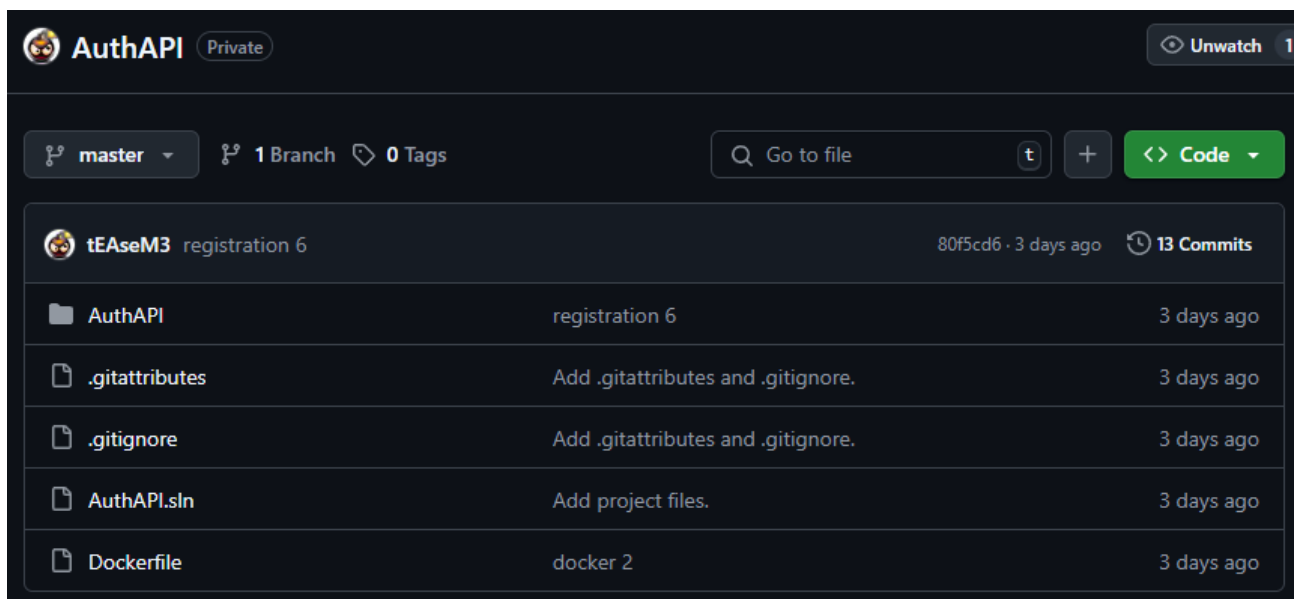 AuthAPI Private Unwatch 1
master 1 Branch 0 Tags Go to file t + <> Code
tEAseM3 registration 6 80f5cd6 · 3 days ago 13 Commits
AuthAPI registration 6 3 days ago
.gitattributes Add .gitattributes and .gitignore. 3 days ago
.gitignore Add .gitattributes and .gitignore. 3 days ago
AuthAPI.sln Add project files. 3 days ago
Dockerfile docker 2 3 days ago